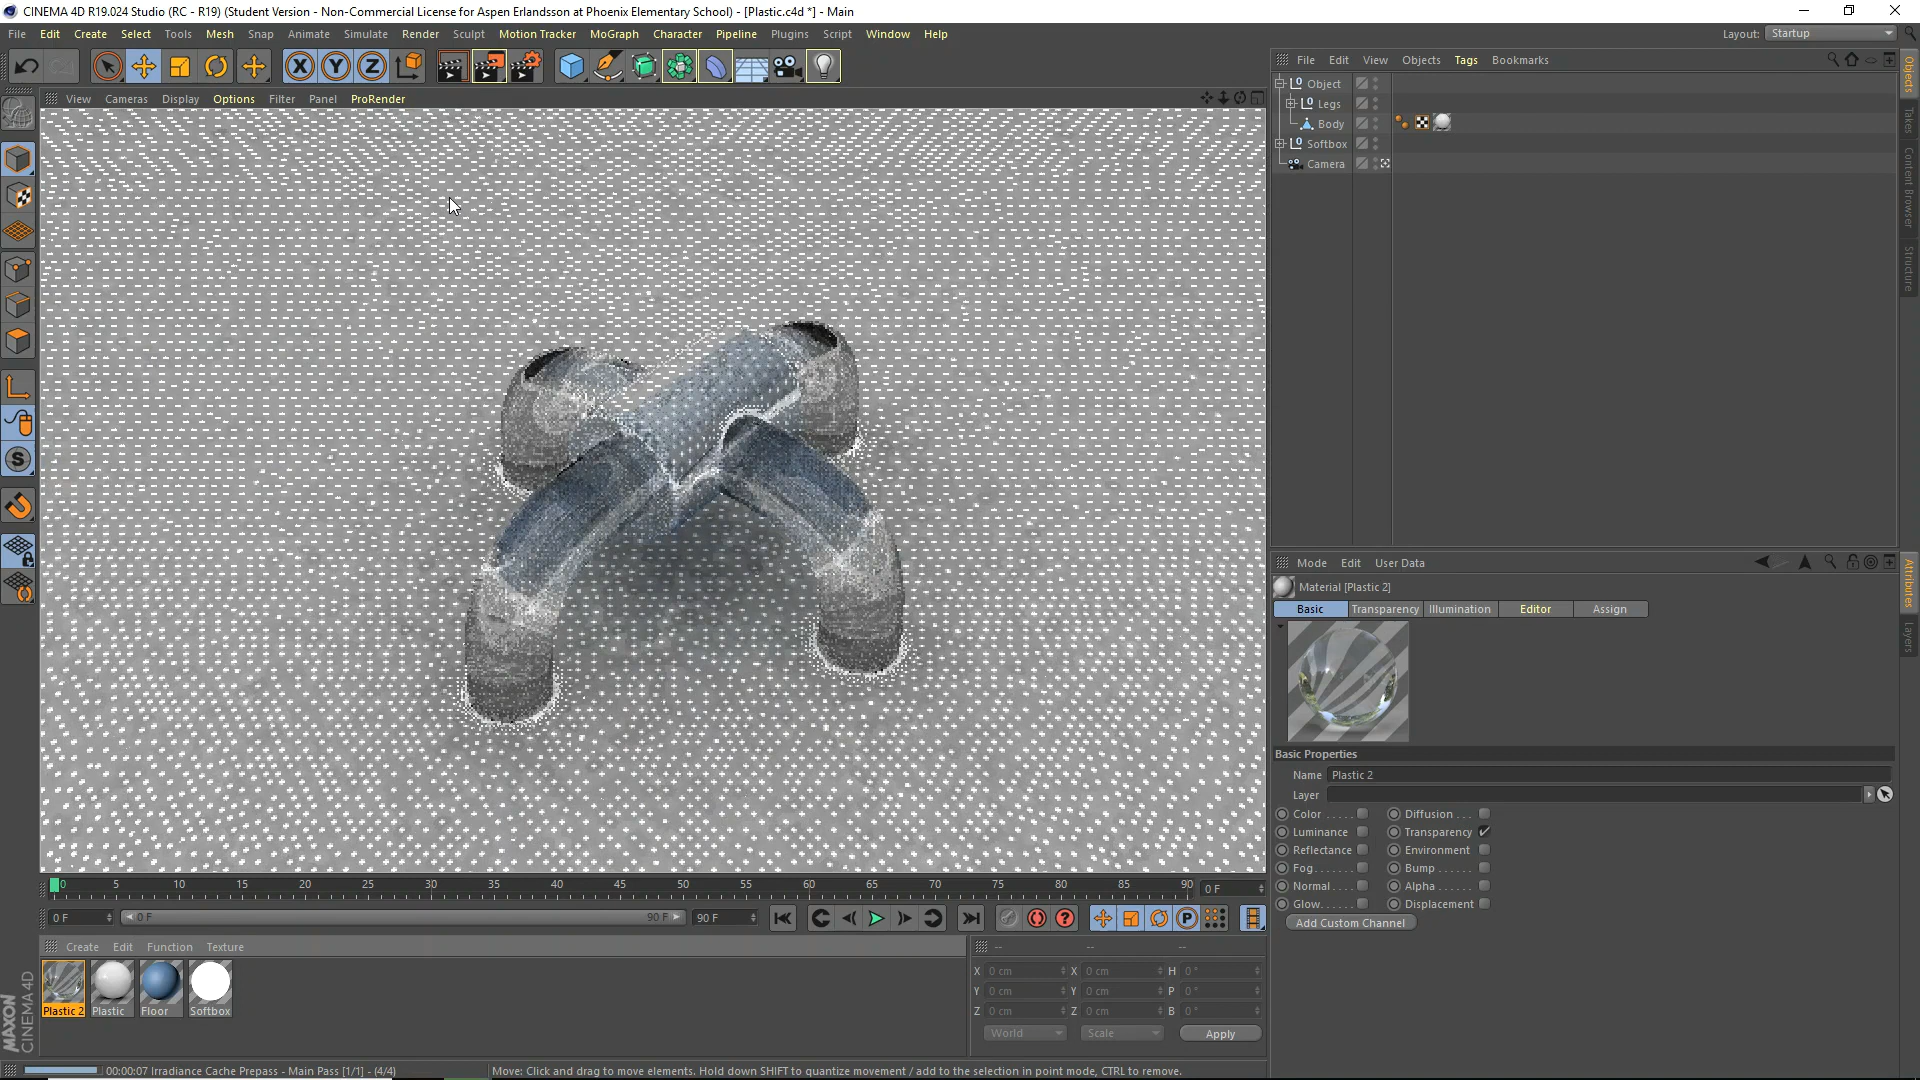 CINEMA 4D R19.024 Studio (RC - R19) (Student Version - Non-Commercial License for Aspen Erlandsson at Phoenix Elementary School) - [Plastic.c4d *] - Main
File Edit Create Select Tools Mesh Snap Animate Simulate Render Sculpt Motion Tracker MoGraph Character Pipeline Plugins Script Window Help
Layout: Startup
X Y Z
View Cameras Display Options Filter Panel ProRender
S
File Edit View Objects Tags Bookmarks
Object
Legs
Body
Softbox
Camera
Objects
Takes
Content Browser
Structure
Mode Edit User Data
Material [Plastic 2]
Basic Transparency Illumination Editor Assign
Basic Properties
Name Plastic 2
Layer
Color . . . . . Diffusion . . .
Luminance Transparency
Reflectance Environment
Fog . . . . . . Bump . . . . . .
Normal . . . . Alpha . . . . . .
Glow. . . . . . Displacement
Add Custom Channel
Attributes
Layers
0 5 10 15 20 25 30 35 40 45 50 55 60 65 70 75 80 85 90 0 F
0 F 0 F 90 F 90 F P
Create Edit Function Texture
Plastic 2 Plastic Floor Softbox
-- -- --
X 0 cm X 0 cm H 0 °
Y 0 cm Y 0 cm P 0 °
Z 0 cm Z 0 cm B 0 °
World Scale Apply
MAXON
CINEMA 4D
00:00:07 Irradiance Cache Prepass - Main Pass [1/1] - (4/4)
Move: Click and drag to move elements. Hold down SHIFT to quantize movement / add to the selection in point mode, CTRL to remove.